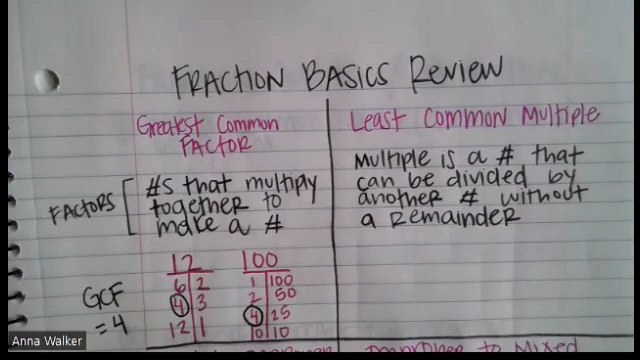 FRACTION BASICS Review
Greatest Common
FACTOR
Least Common Multiple
FACTORS
#s that multiply
together to
make a #
Multiple is a # that
can be divided by
another # without
a REMAINDER
12
6 2
4 3
12 1
100
1 100
2 50
4 25
10 10
GCF
= 4
to Mixed
Anna Walker